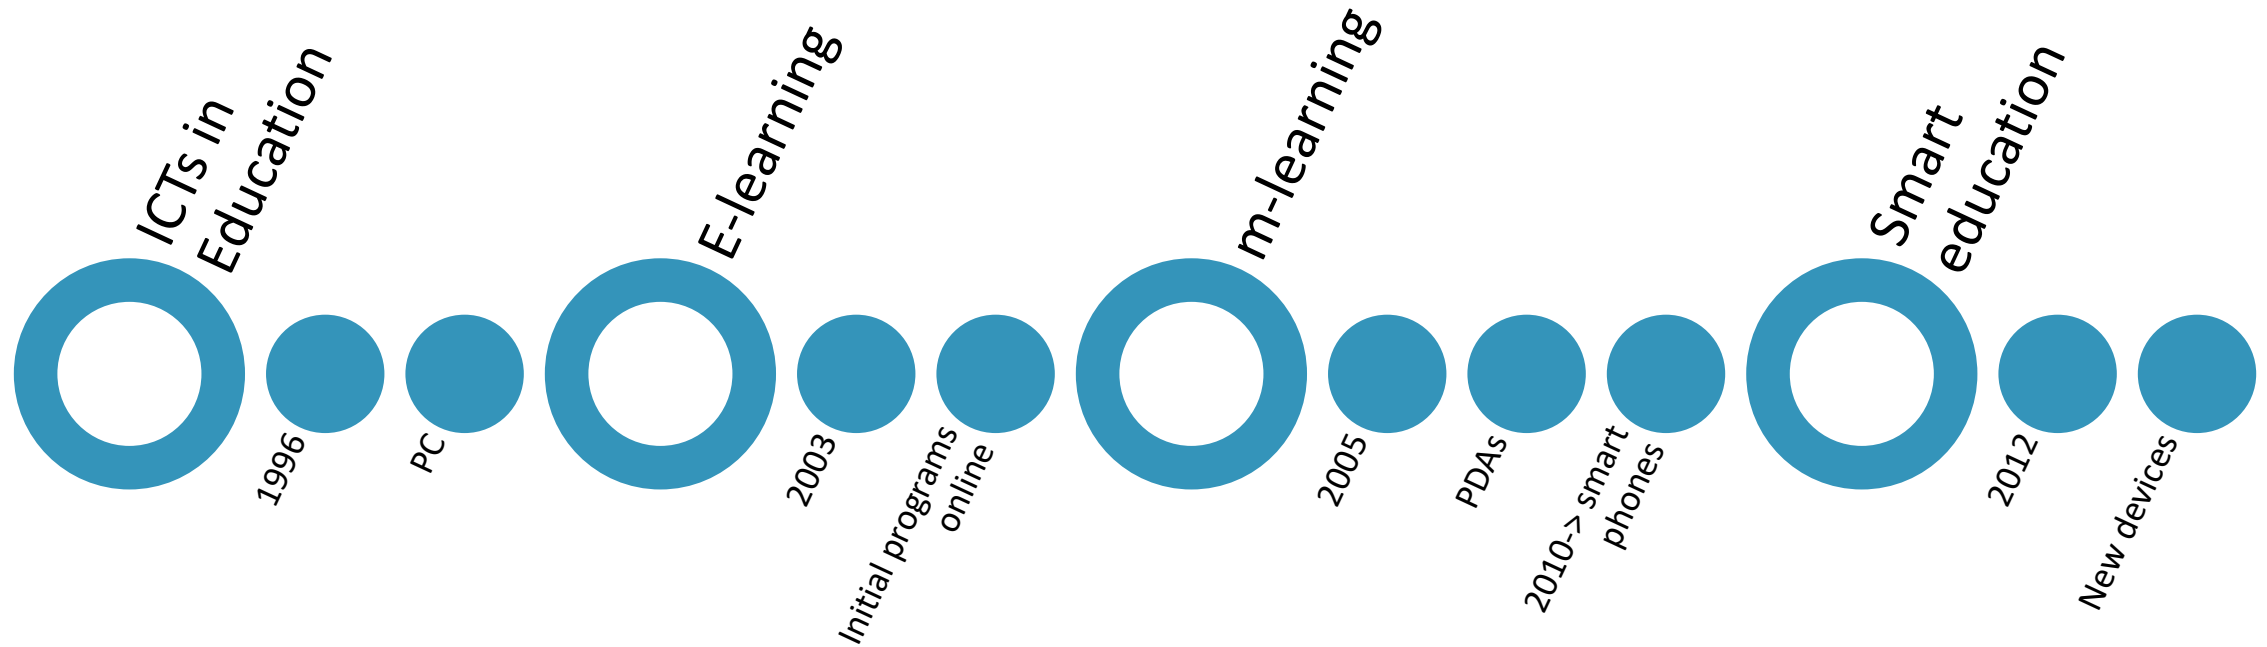 ICTs in
Education
1996
PC
E-learning
2003
Initial programs
online
m-learning
2005
PDAs
2010-> smart
phones
Smart
education
2012
New devices